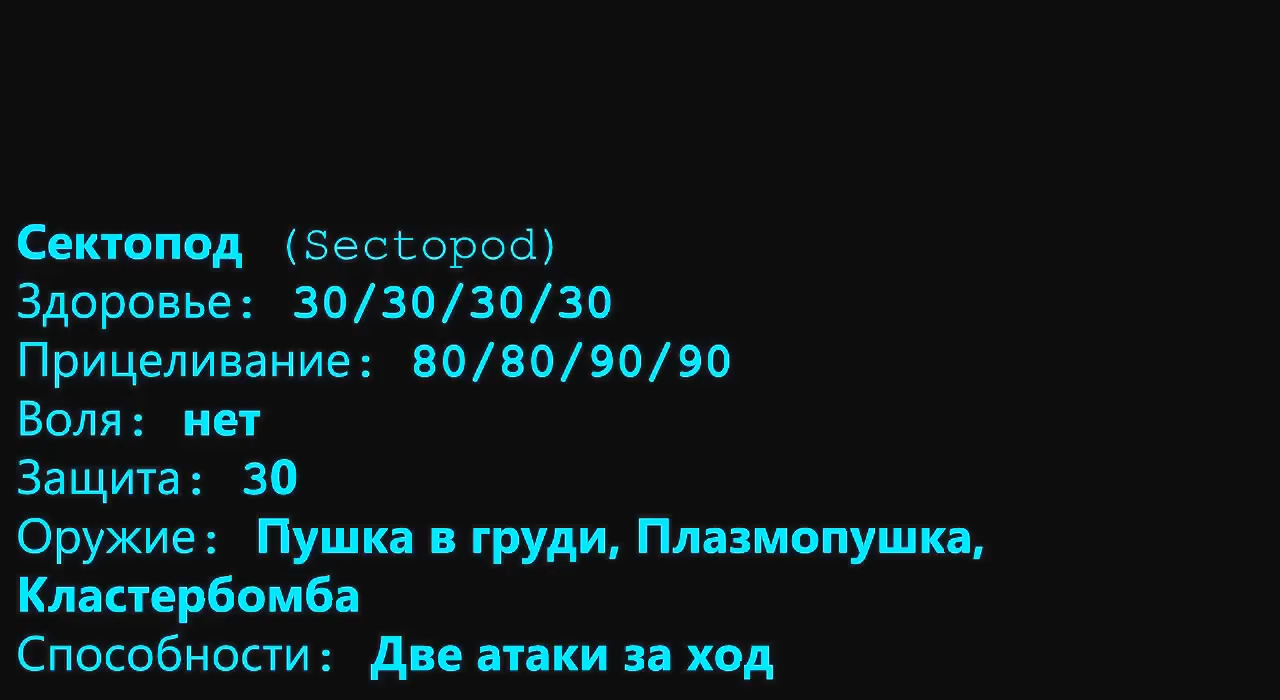 Сектопод (Sectopod)
Здоровье: 30/30/30/30
Прицеливание: 80/80/90/90
Воля: нет
Защита: 30
Оружие: Пушка в груди, Плазмопушка,
Кластербомба
Способности: Две атаки за ход